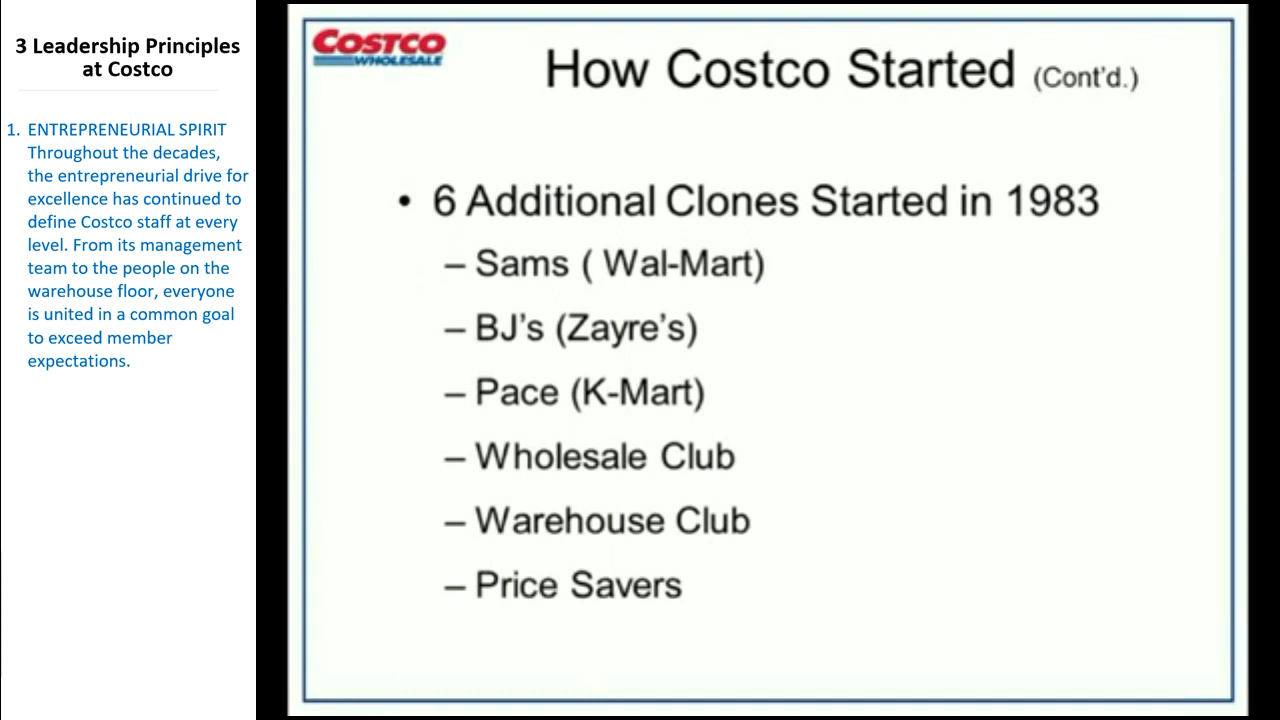 3 Leadership Principles
at Costco
1. ENTREPRENEURIAL SPIRIT
Throughout the decades,
the entrepreneurial drive for
excellence has continued to
define Costco staff at every
level. From its management
team to the people on the
warehouse floor, everyone
is united in a common goal
to exceed member
expectations.
COSTCO
WHOLESALE
How Costco Started (Cont'd.)
• 6 Additional Clones Started in 1983
– Sams ( Wal-Mart)
– BJ's (Zayre's)
– Pace (K-Mart)
– Wholesale Club
– Warehouse Club
– Price Savers